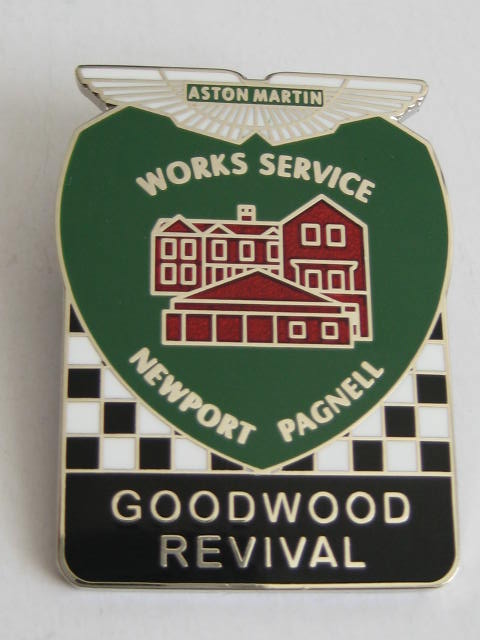 ASTON MARTIN
WORKS SERVICE
NEWPORT PAGNELL
GOODWOOD
REVIVAL